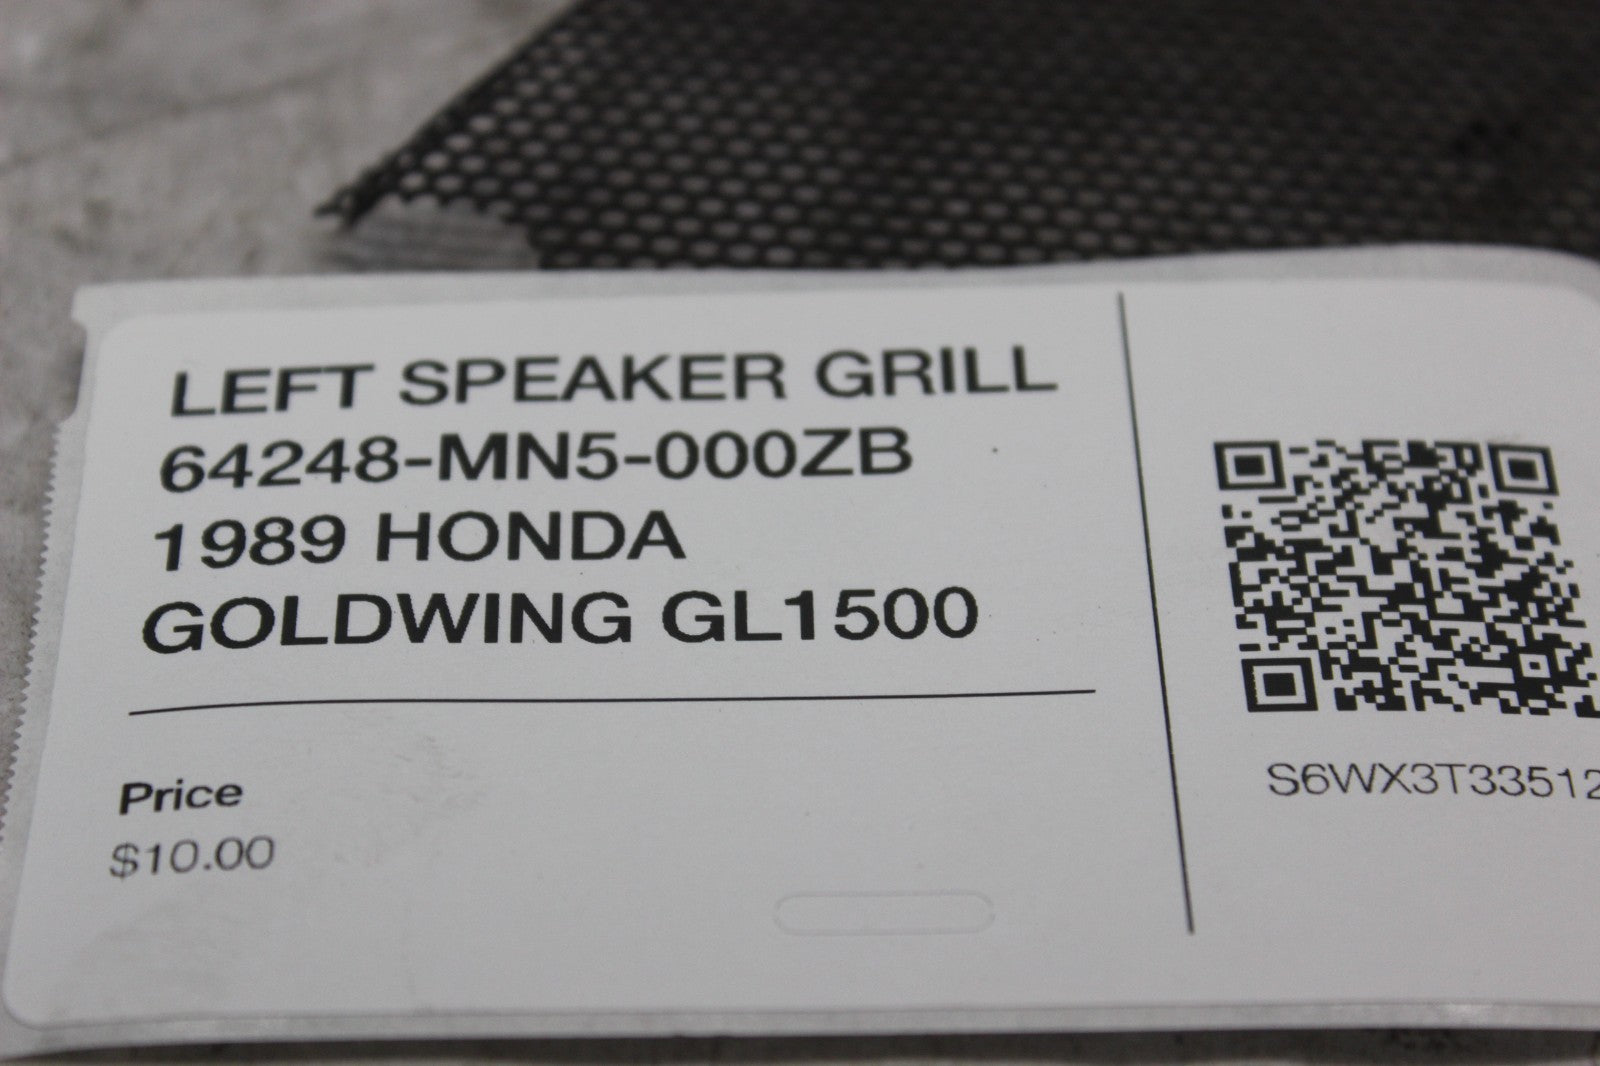 LEFT SPEAKER GRILL
64248-MN5-000ZB
1989 HONDA
GOLDWING GL1500
Price
$10.00
S6WX3T33512